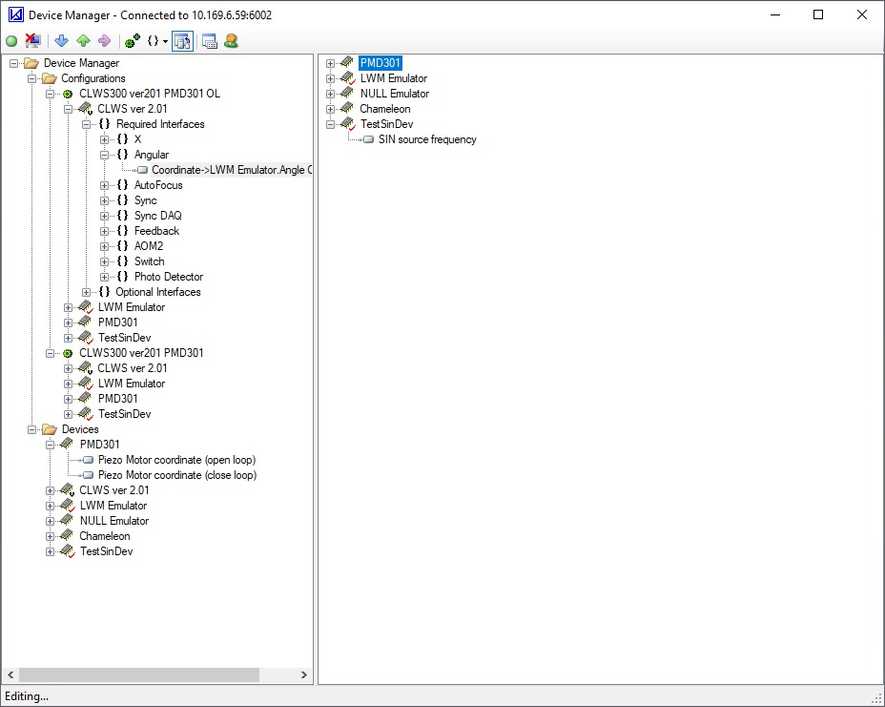 Device Manager - Connected to 10.169.6.59:6002
Device Manager
Configurations
CLWS300 ver201 PMD301 OL
CLWS ver 2.01
{} Required Interfaces
{} X
{} Angular
Coordinate->LWM Emulator.Angle C
{} AutoFocus
{} Sync
{} Sync DAQ
{} Feedback
{} AOM2
{} Switch
{} Photo Detector
{} Optional Interfaces
LWM Emulator
PMD301
TestSinDev
CLWS300 ver201 PMD301
CLWS ver 2.01
LWM Emulator
PMD301
TestSinDev
Devices
PMD301
Piezo Motor coordinate (open loop)
Piezo Motor coordinate (close loop)
CLWS ver 2.01
LWM Emulator
NULL Emulator
Chameleon
TestSinDev
PMD301
LWM Emulator
NULL Emulator
Chameleon
TestSinDev
SIN source frequency
Editing...